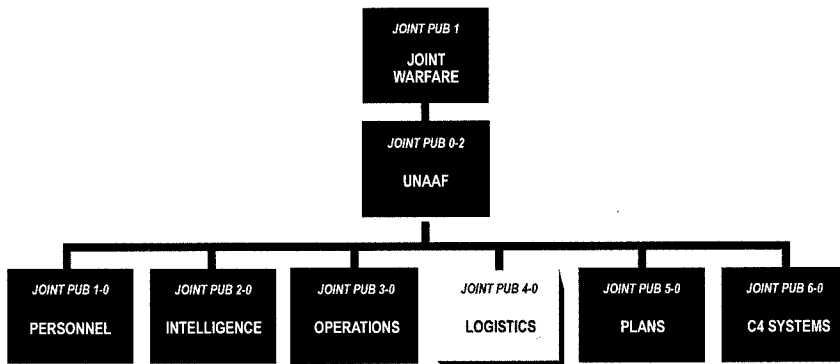 JOINT PUB 1
JOINT
WARFARE
JOINT PUB 0-2
UNAAF
JOINT PUB 1-0
PERSONNEL
JOINT PUB 2-0
INTELLIGENCE
JOINT PUB 3-0
OPERATIONS
JOINT PUB 4-0
LOGISTICS
JOINT PUB 5-0
PLANS
JOINT PUB 6-0
C4 SYSTEMS